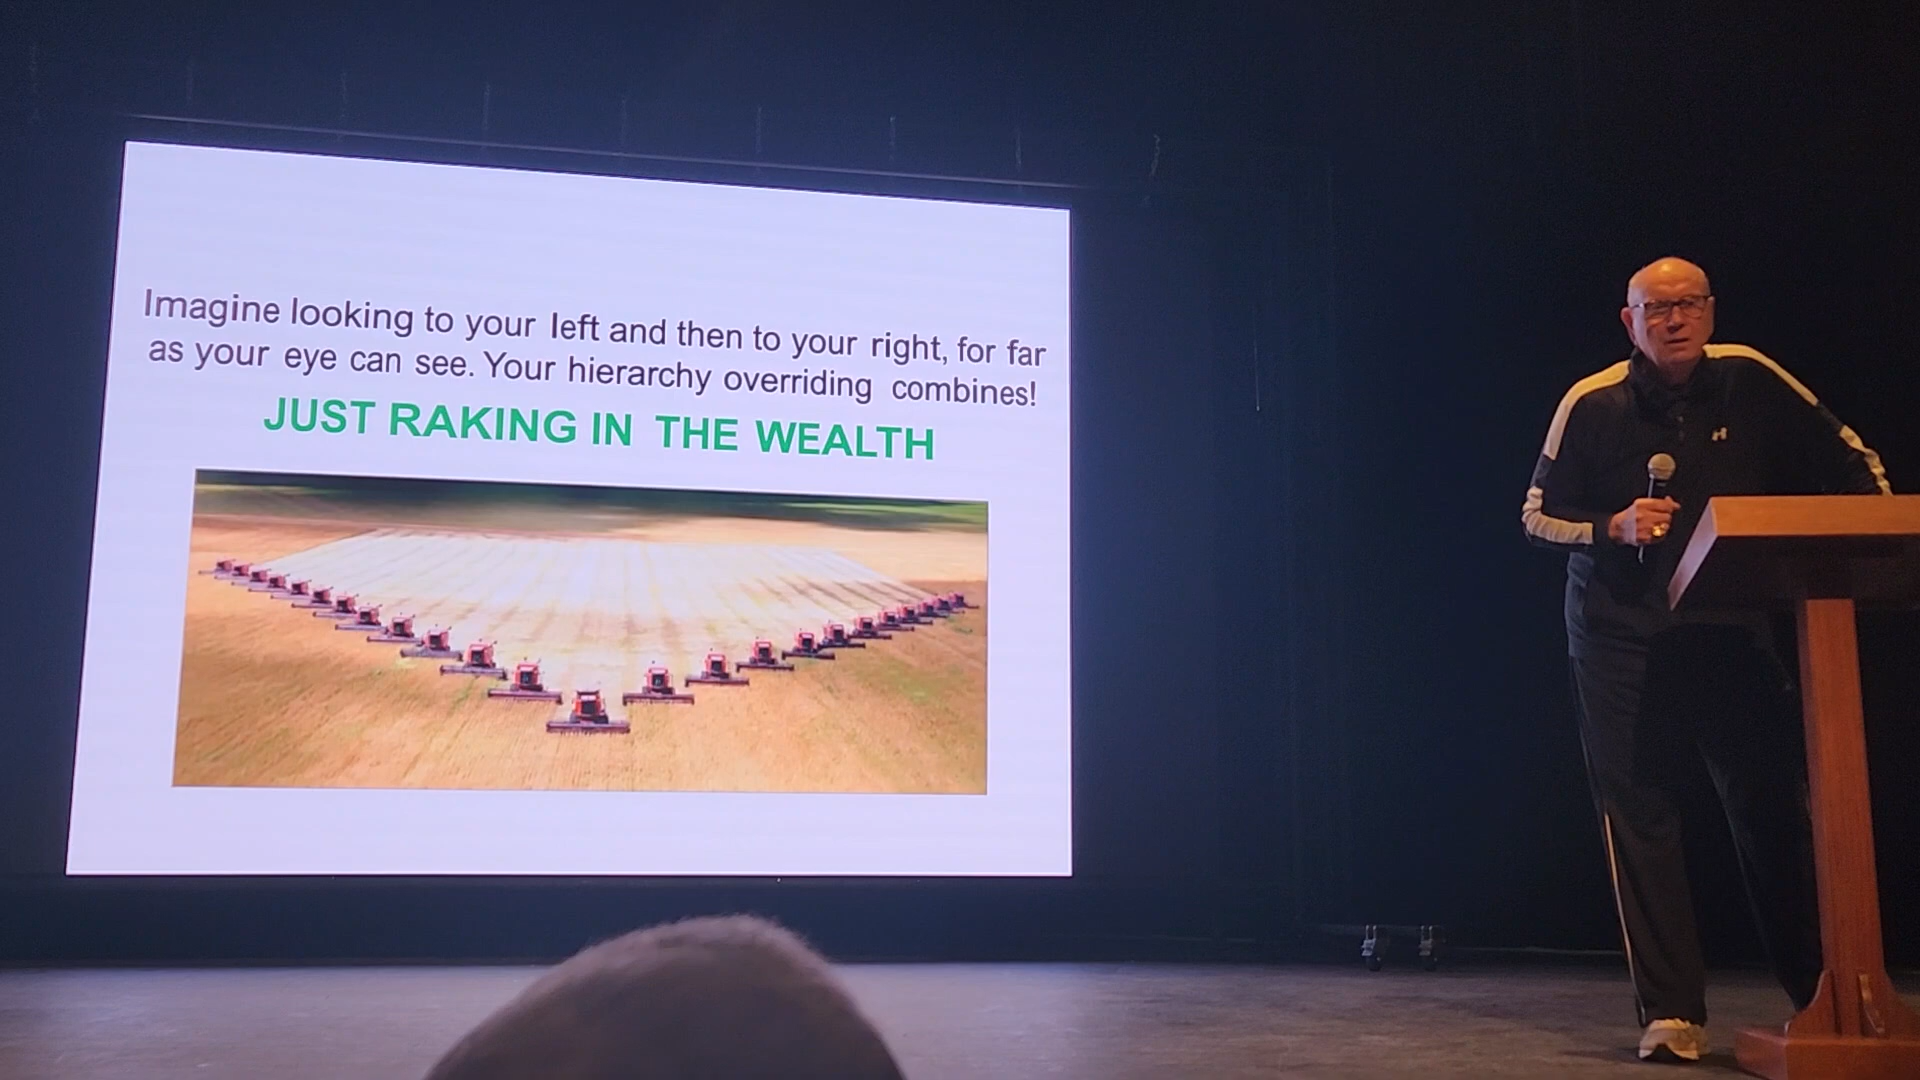 Imagine looking to your left and then to your right, for far
as your eye can see. Your hierarchy overriding combines!
JUST RAKING IN THE WEALTH